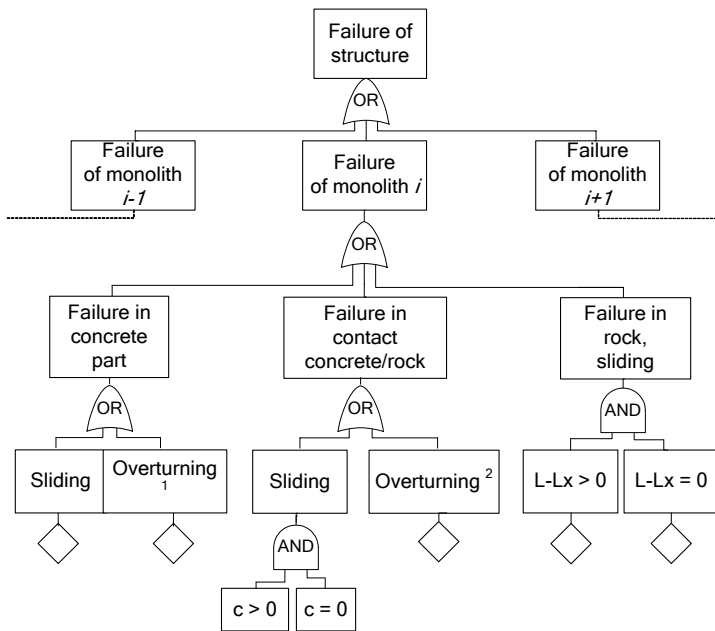 Failure of
structure
OR
Failure
of monolith
i-1
Failure
of monolith i
Failure
of monolith
i+1
OR
Failure in
concrete
part
Failure in
contact
concrete/rock
Failure in
rock,
sliding
OR
OR
AND
Sliding
Overturning
1
Sliding
Overturning 2
L-Lx > 0
L-Lx = 0
AND
c > 0
c = 0